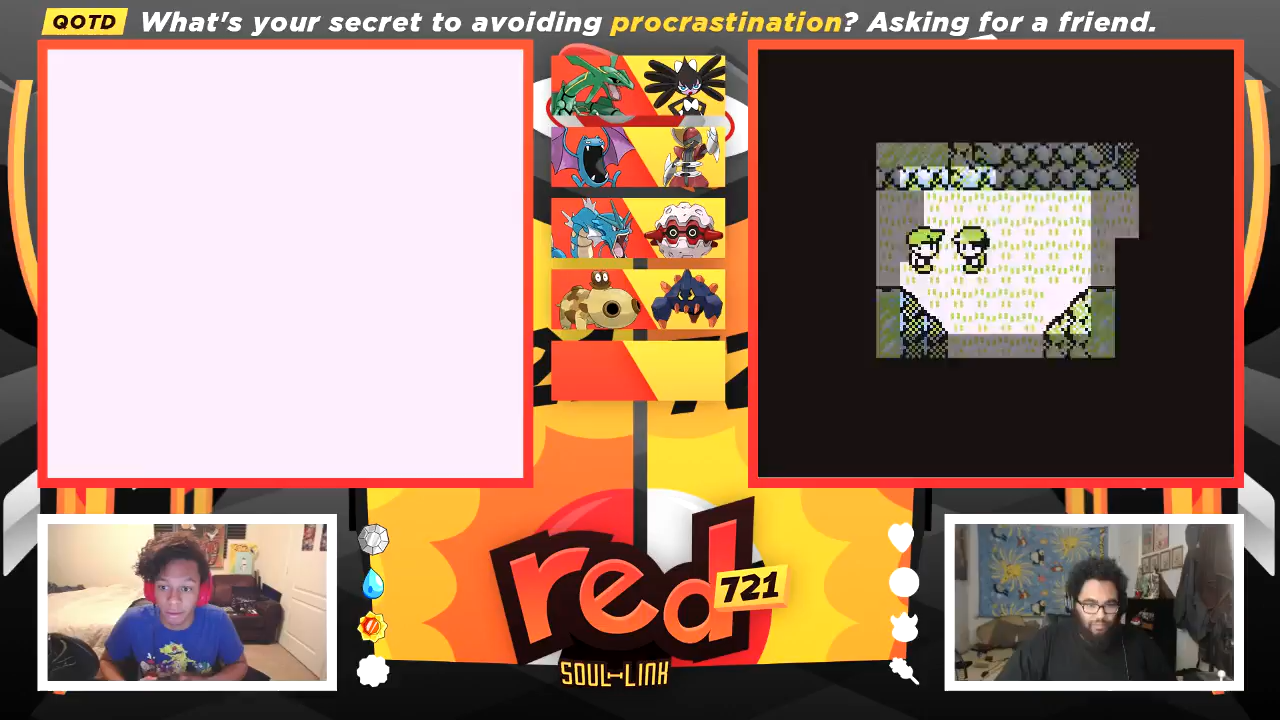 QOTD What's your secret to avoiding procrastination? Asking for a friend.
red
721
SOUL-LINK